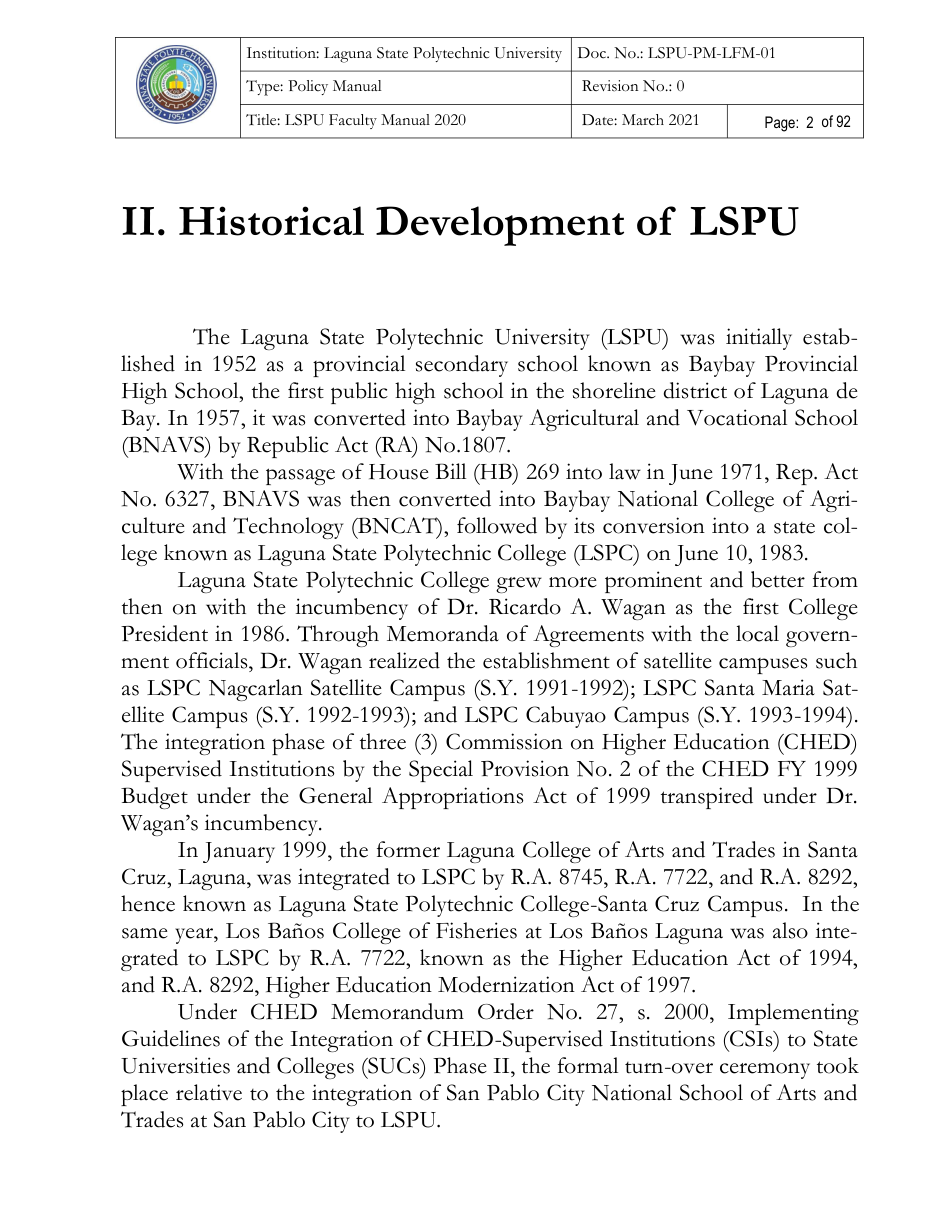 LAGUNA STATE POLYTECHNIC UNIVERSITY
• 1952 •
Institution: Laguna State Polytechnic University
Doc. No.: LSPU-PM-LFM-01
Type: Policy Manual
Revision No.: 0
Title: LSPU Faculty Manual 2020
Date: March 2021
Page: 2 of 92
II. Historical Development of LSPU
The Laguna State Polytechnic University (LSPU) was initially estab-
lished in 1952 as a provincial secondary school known as Baybay Provincial
High School, the first public high school in the shoreline district of Laguna de
Bay. In 1957, it was converted into Baybay Agricultural and Vocational School
(BNAVS) by Republic Act (RA) No.1807.
With the passage of House Bill (HB) 269 into law in June 1971, Rep. Act
No. 6327, BNAVS was then converted into Baybay National College of Agri-
culture and Technology (BNCAT), followed by its conversion into a state col-
lege known as Laguna State Polytechnic College (LSPC) on June 10, 1983.
Laguna State Polytechnic College grew more prominent and better from
then on with the incumbency of Dr. Ricardo A. Wagan as the first College
President in 1986. Through Memoranda of Agreements with the local govern-
ment officials, Dr. Wagan realized the establishment of satellite campuses such
as LSPC Nagcarlan Satellite Campus (S.Y. 1991-1992); LSPC Santa Maria Sat-
ellite Campus (S.Y. 1992-1993); and LSPC Cabuyao Campus (S.Y. 1993-1994).
The integration phase of three (3) Commission on Higher Education (CHED)
Supervised Institutions by the Special Provision No. 2 of the CHED FY 1999
Budget under the General Appropriations Act of 1999 transpired under Dr.
Wagan’s incumbency.
In January 1999, the former Laguna College of Arts and Trades in Santa
Cruz, Laguna, was integrated to LSPC by R.A. 8745, R.A. 7722, and R.A. 8292,
hence known as Laguna State Polytechnic College-Santa Cruz Campus.  In the
same year, Los Baños College of Fisheries at Los Baños Laguna was also inte-
grated to LSPC by R.A. 7722, known as the Higher Education Act of 1994,
and R.A. 8292, Higher Education Modernization Act of 1997.
Under CHED Memorandum Order No. 27, s. 2000, Implementing
Guidelines of the Integration of CHED-Supervised Institutions (CSIs) to State
Universities and Colleges (SUCs) Phase II, the formal turn-over ceremony took
place relative to the integration of San Pablo City National School of Arts and
Trades at San Pablo City to LSPU.